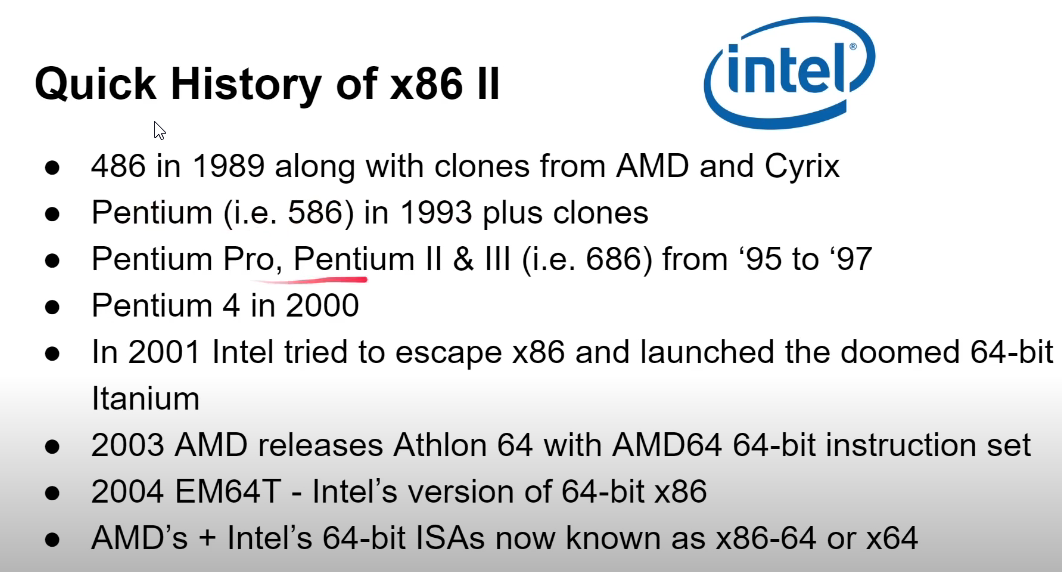 Quick History of x86 II
intel®
● 486 in 1989 along with clones from AMD and Cyrix
● Pentium (i.e. 586) in 1993 plus clones
● Pentium Pro, Pentium II & III (i.e. 686) from ‘95 to ‘97
● Pentium 4 in 2000
● In 2001 Intel tried to escape x86 and launched the doomed 64-bit
Itanium
● 2003 AMD releases Athlon 64 with AMD64 64-bit instruction set
● 2004 EM64T - Intel’s version of 64-bit x86
● AMD’s + Intel’s 64-bit ISAs now known as x86-64 or x64